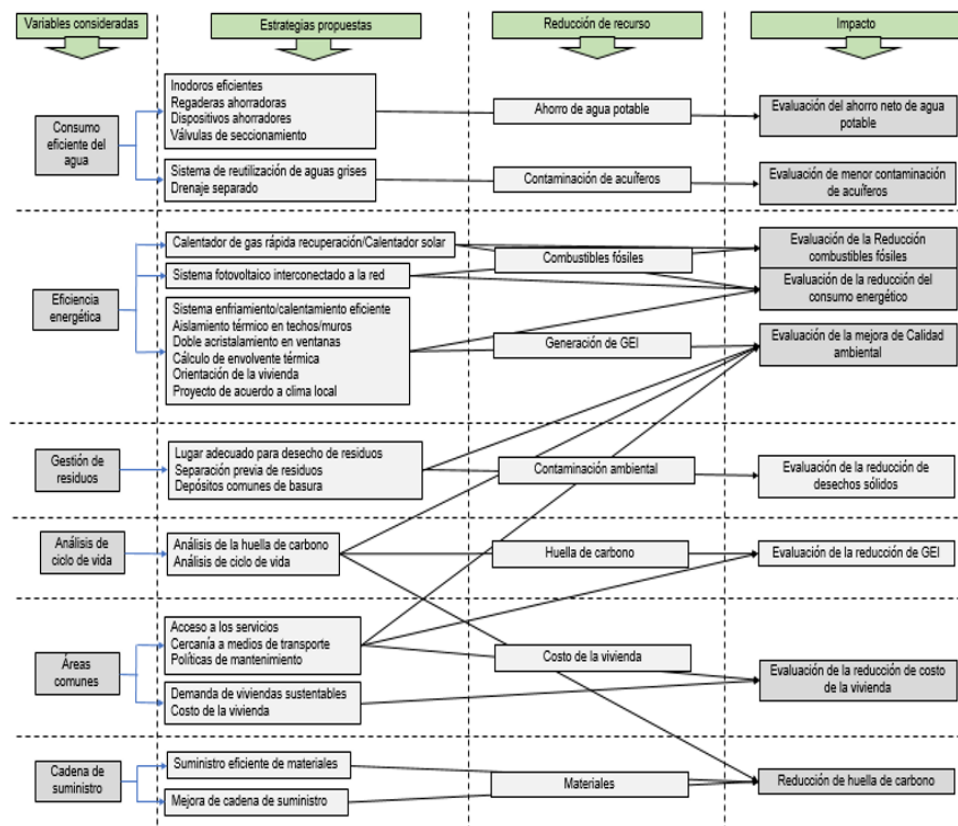 Variables consideradas
Estrategias propuestas
Reducción de recurso
Impacto
Consumo
eficiente del
agua
Inodoros eficientes
Regaderas ahorradoras
Dispositivos ahorradores
Válvulas de seccionamiento
Ahorro de agua potable
Evaluación del ahorro neto de agua
potable
Sistema de reutilización de aguas grises
Drenaje separado
Contaminación de acuíferos
Evaluación de menor contaminación
de acuíferos
Eficiencia
energética
Calentador de gas rápida recuperación/Calentador solar
Sistema fotovoltaico interconectado a la red
Sistema enfriamiento/calentamiento eficiente
Aislamiento térmico en techos/muros
Doble acristalamiento en ventanas
Cálculo de envolvente térmica
Orientación de la vivienda
Proyecto de acuerdo a clima local
Combustibles fósiles
Generación de GEI
Evaluación de la Reducción
combustibles fósiles
Evaluación de la reducción del
consumo energético
Evaluación de la mejora de Calidad
ambiental
Gestión de
residuos
Lugar adecuado para desecho de residuos
Separación previa de residuos
Depósitos comunes de basura
Contaminación ambiental
Evaluación de la reducción de
desechos sólidos
Análisis de
ciclo de vida
Análisis de la huella de carbono
Análisis de ciclo de vida
Huella de carbono
Evaluación de la reducción de GEI
Áreas
comunes
Acceso a los servicios
Cercanía a medios de transporte
Políticas de mantenimiento
Demanda de viviendas sustentables
Costo de la vivienda
Costo de la vivienda
Evaluación de la reducción de costo
de la vivienda
Cadena de
suministro
Suministro eficiente de materiales
Mejora de cadena de suministro
Materiales
Reducción de huella de carbono